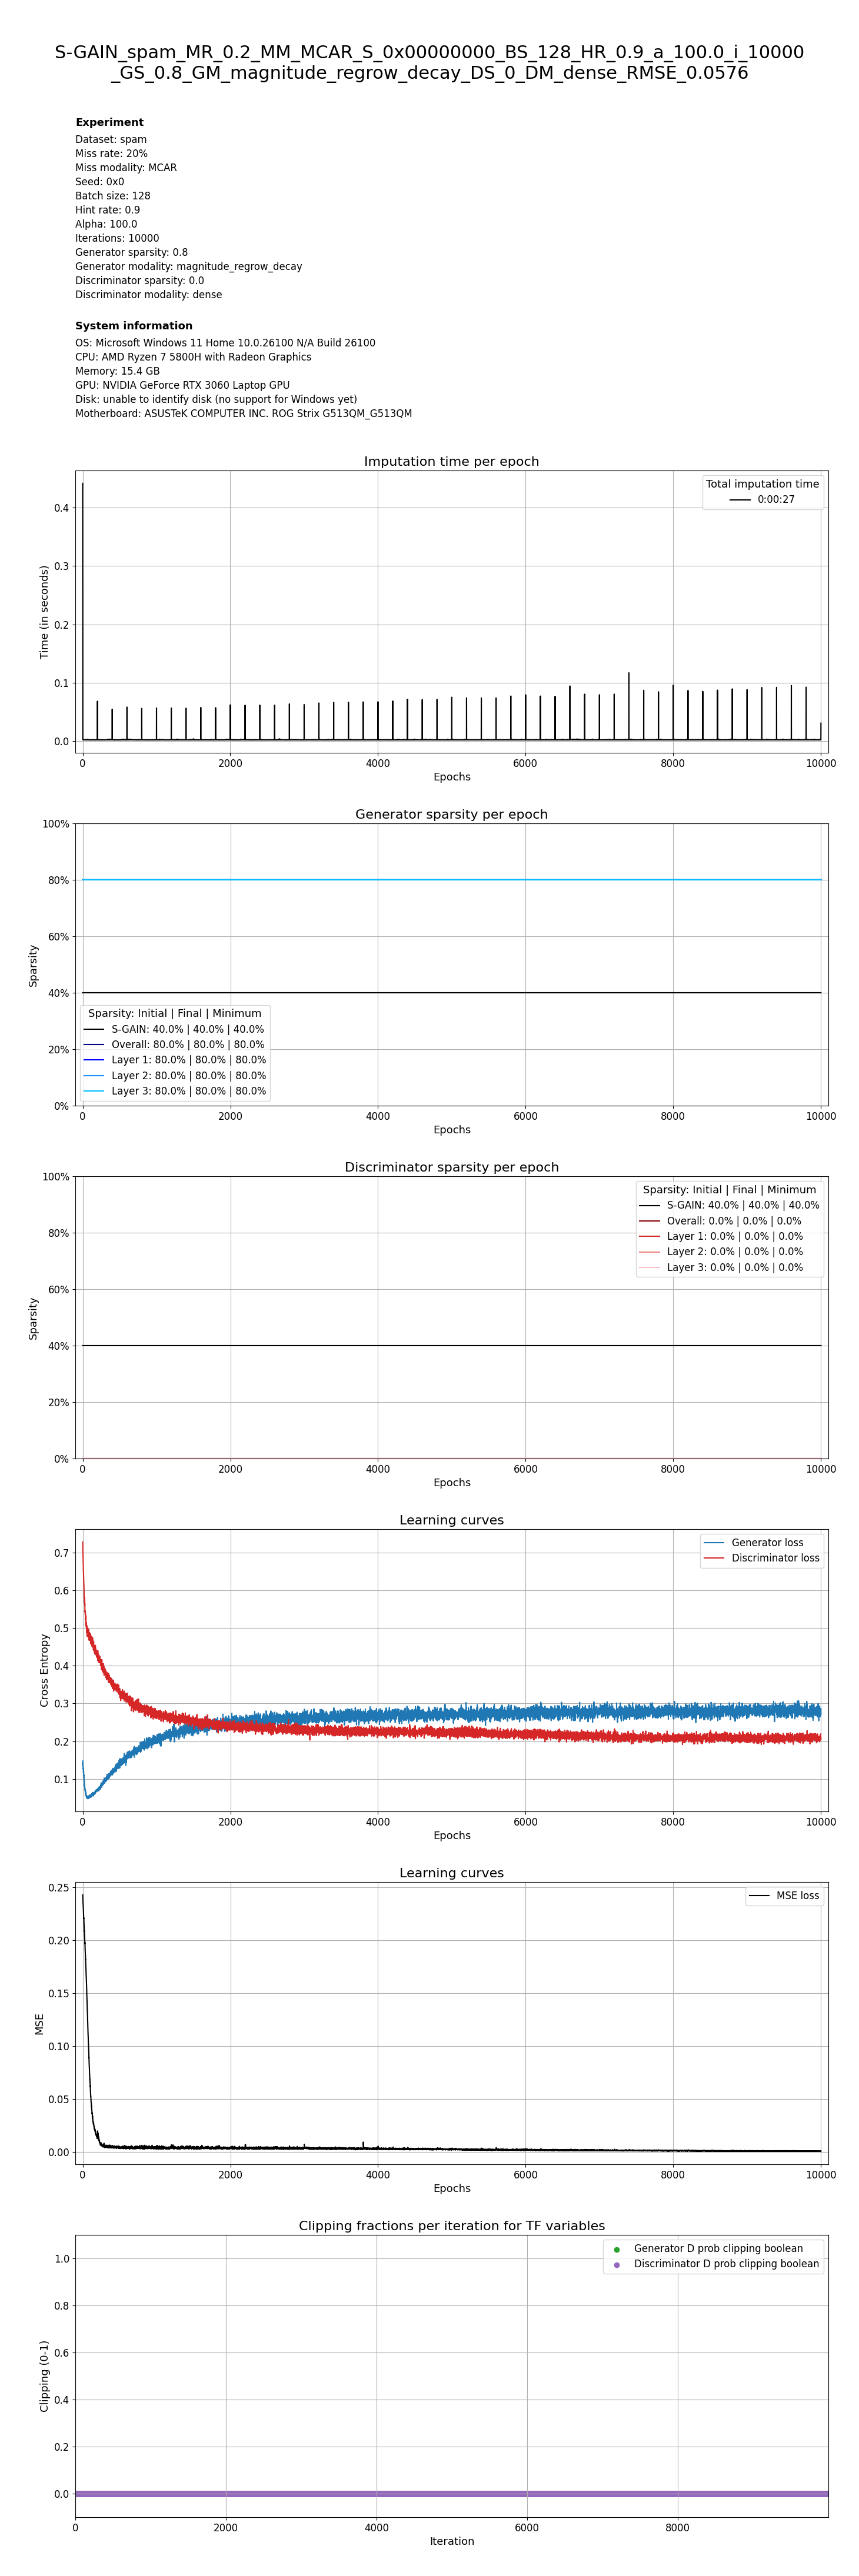 S-GAIN_spam_MR_0.2_MM_MCAR_S_0x00000000_BS_128_HR_0.9_a_100.0_i_10000
_GS_0.8_GM_magnitude_regrow_decay_DS_0_DM_dense_RMSE_0.0576
Experiment
Dataset: spam
Miss rate: 20%
Miss modality: MCAR
Seed: 0x0
Batch size: 128
Hint rate: 0.9
Alpha: 100.0
Iterations: 10000
Generator sparsity: 0.8
Generator modality: magnitude_regrow_decay
Discriminator sparsity: 0.0
Discriminator modality: dense
System information
OS: Microsoft Windows 11 Home 10.0.26100 N/A Build 26100
CPU: AMD Ryzen 7 5800H with Radeon Graphics
Memory: 15.4 GB
GPU: NVIDIA GeForce RTX 3060 Laptop GPU
Disk: unable to identify disk (no support for Windows yet)
Motherboard: ASUSTeK COMPUTER INC. ROG Strix G513QM_G513QM
Imputation time per epoch
Total imputation time
0:00:27
0.4
0.3
0.2
0.1
0.0
Time (in seconds)
0 2000 4000 6000 8000 10000
Epochs
Generator sparsity per epoch
100%
80%
60%
40%
20%
0%
Sparsity
Sparsity: Initial | Final | Minimum
S-GAIN: 40.0% | 40.0% | 40.0%
Overall: 80.0% | 80.0% | 80.0%
Layer 1: 80.0% | 80.0% | 80.0%
Layer 2: 80.0% | 80.0% | 80.0%
Layer 3: 80.0% | 80.0% | 80.0%
0 2000 4000 6000 8000 10000
Epochs
Discriminator sparsity per epoch
100%
80%
60%
40%
20%
0%
Sparsity
Sparsity: Initial | Final | Minimum
S-GAIN: 40.0% | 40.0% | 40.0%
Overall: 0.0% | 0.0% | 0.0%
Layer 1: 0.0% | 0.0% | 0.0%
Layer 2: 0.0% | 0.0% | 0.0%
Layer 3: 0.0% | 0.0% | 0.0%
0 2000 4000 6000 8000 10000
Epochs
Learning curves
Generator loss
Discriminator loss
0.7
0.6
0.5
0.4
0.3
0.2
0.1
Cross Entropy
0 2000 4000 6000 8000 10000
Epochs
Learning curves
MSE loss
0.25
0.20
0.15
0.10
0.05
0.00
MSE
0 2000 4000 6000 8000 10000
Epochs
Clipping fractions per iteration for TF variables
Generator D prob clipping boolean
Discriminator D prob clipping boolean
1.0
0.8
0.6
0.4
0.2
0.0
Clipping (0-1)
0 2000 4000 6000 8000
Iteration